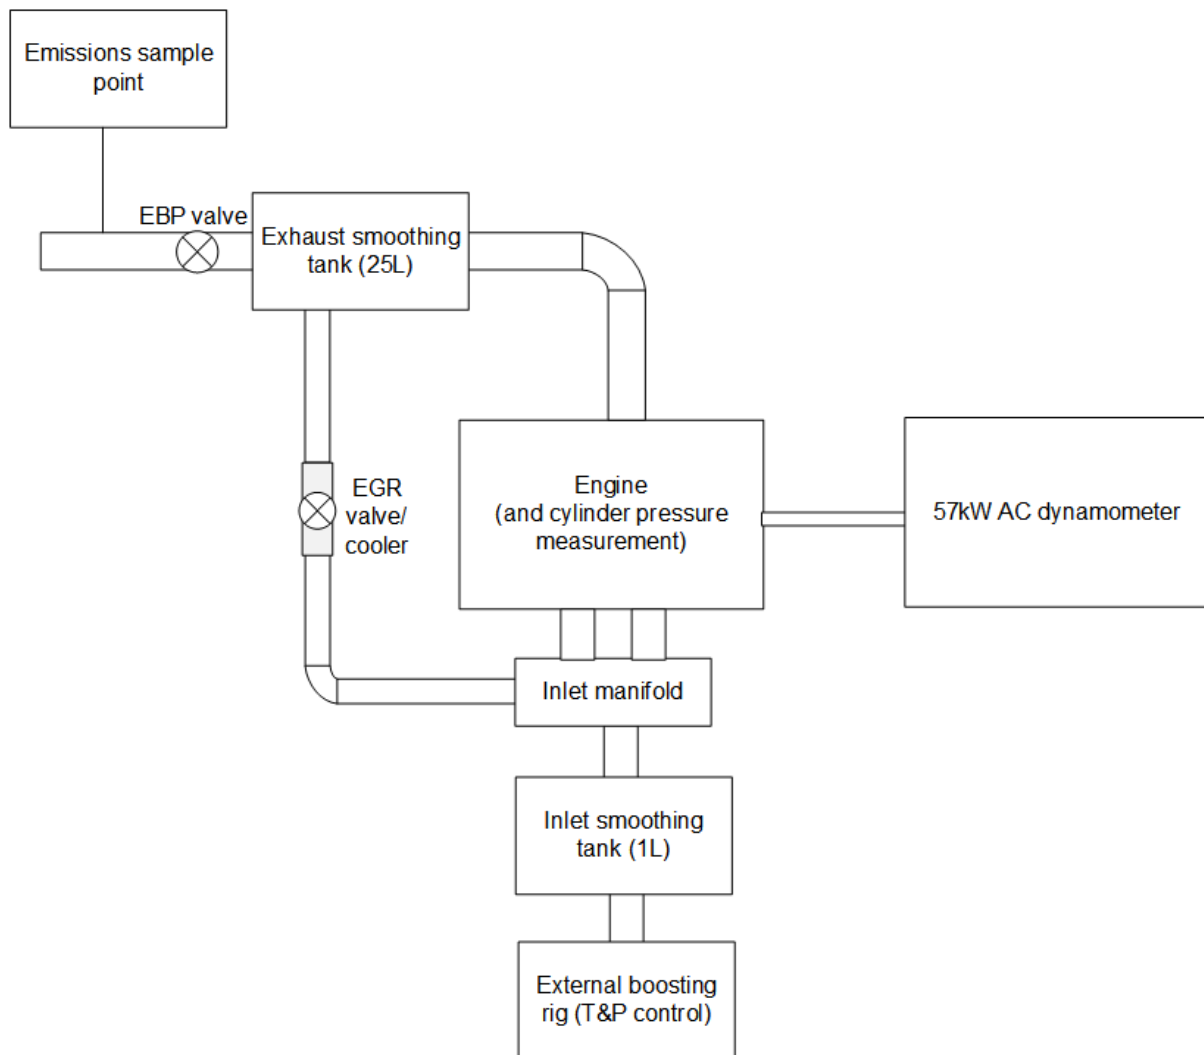 Emissions sample
point
EBP valve
Exhaust smoothing
tank (25L)
EGR
valve/
cooler
Engine
(and cylinder pressure
measurement)
57kW AC dynamometer
Inlet manifold
Inlet smoothing
tank (1L)
External boosting
rig (T&P control)